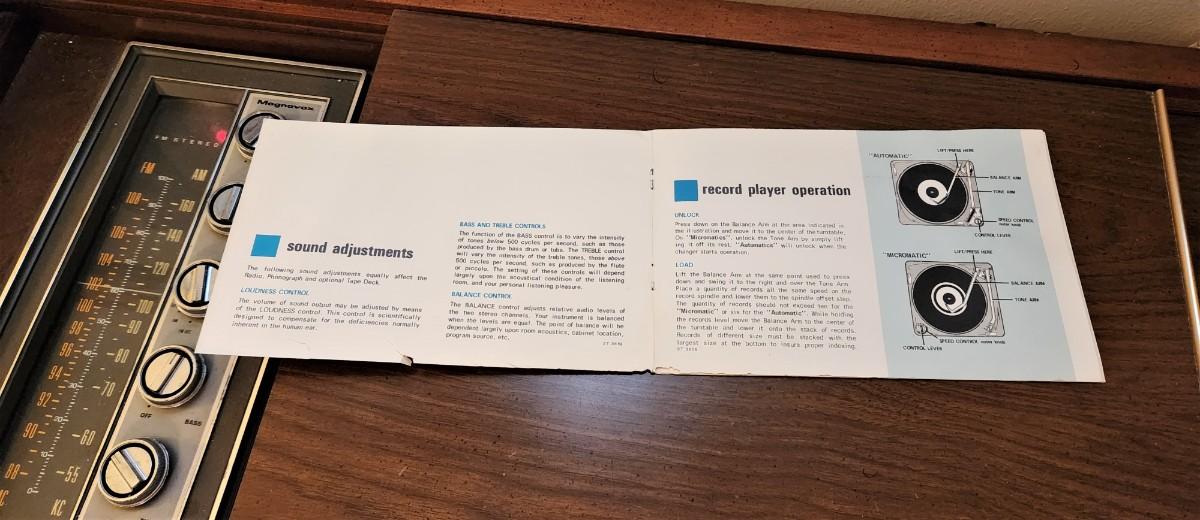 Magnavox
FM STEREO
FM
AM
100
108
160
106
140
104
120
102
100
98
90
96
80
94
70
92
90
60
88
55
0
KC
OFF
BASS
sound adjustments
The following sound adjustments equally affect the
Radio, Phonograph and optional Tape Deck.
LOUDNESS CONTROL
The volume of sound output may be adjusted by means
of the LOUDNESS control. This control is scientifically
designed to compensate for the deficiencies normally
inherent in the human ear.
BASS AND TREBLE CONTROLS
The function of the BASS control is to vary the intensity
of tones below 500 cycles per second, such as those
produced by the bass drum or tuba. The TREBLE control
will vary the intensity of the treble tones, those above
500 cycles per second, such as produced by the flute
or piccolo. The setting of these controls will depend
largely upon the acoustical condition of the listening
room, and your personal listening pleasure.
BALANCE CONTROL
The BALANCE control adjusts relative audio levels of
the two stereo channels. Your instrument is balanced
when the levels are equal. The point of balance will be
dependent largely upon room acoustics, cabinet location,
program source, etc.
record player operation
UNLOCK
Press down on the Balance Arm at the area indicated in
the illustration and move it to the center of the turntable.
On "Micromatics", unlock the Tone Arm by simply lift-
ing it off its rest. "Automatics" will unlock when the
changer starts operation.
LOAD
Lift the Balance Arm at the same point used to press
down and swing it to the right and over the Tone Arm.
Place a quantity of records all the same speed on the
record spindle and lower them to the spindle offset step.
The quantity of records should not exceed ten for the
"Micromatic" or six for the "Automatic". While holding
the records level move the Balance Arm to the center of
the turntable and lower it onto the stack of records.
Records of different size must be stacked with the
largest size at the bottom to insure proper indexing.
"AUTOMATIC"
LIFT/PRESS HERE
BALANCE ARM
TONE ARM
SPEED CONTROL
CONTROL LEVER
"MICROMATIC"
LIFT/PRESS HERE
BALANCE ARM
TONE ARM
SPEED CONTROL
CONTROL LEVER